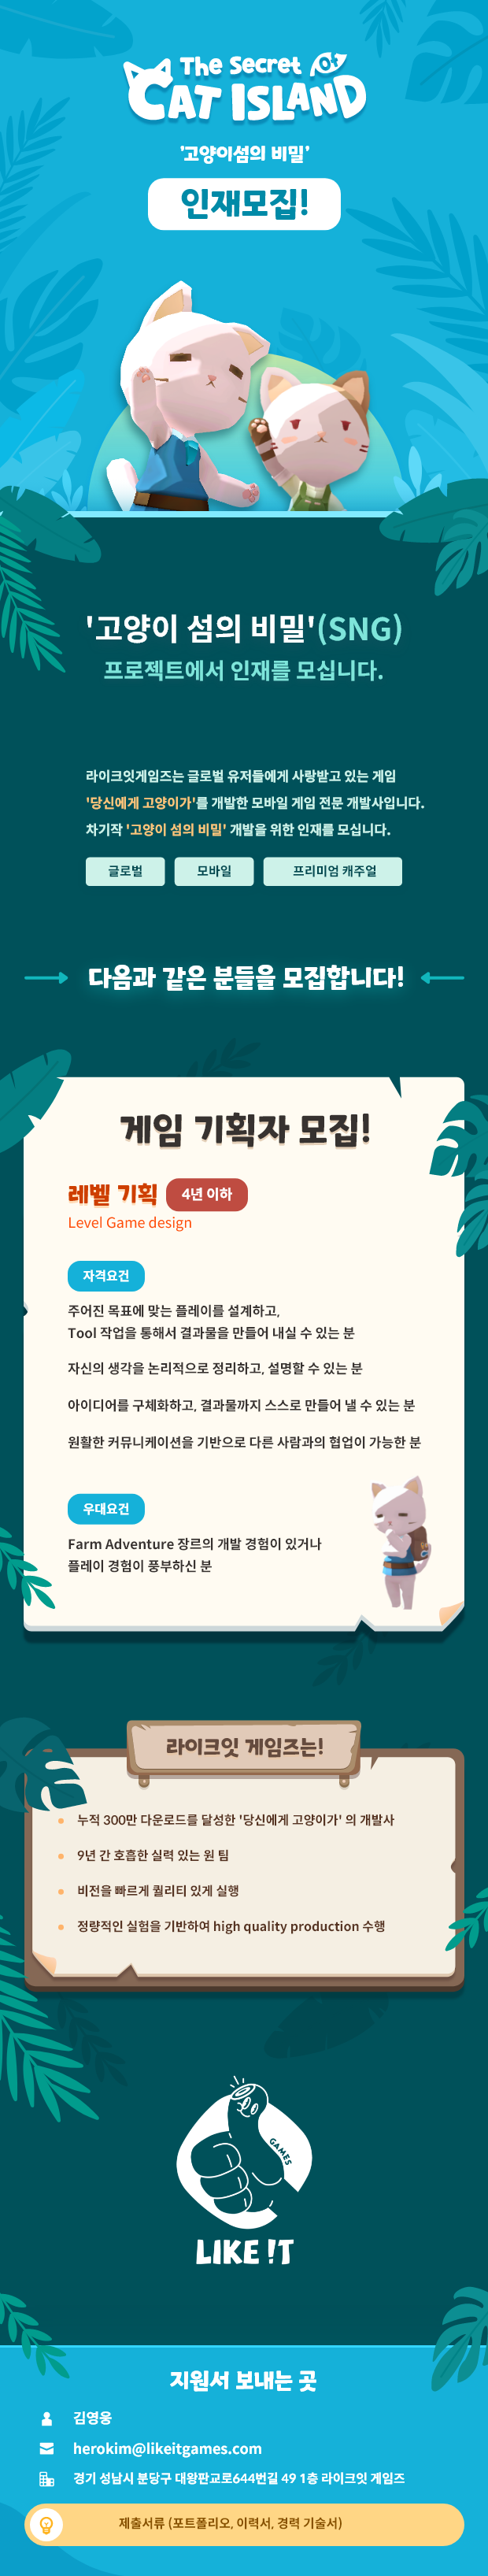 The Secret Of
CAT ISLAND
'고양이섬의 비밀'
인재모집!
'고양이 섬의 비밀'(SNG)
프로젝트에서 인재를 모십니다.
라이크잇게임즈는 글로벌 유저들에게 사랑받고 있는 게임
'당신에게 고양이가'를 개발한 모바일 게임 전문 개발사입니다.
차기작 '고양이 섬의 비밀' 개발을 위한 인재를 모십니다.
글로벌 모바일 프리미엄 캐주얼
다음과 같은 분들을 모집합니다!
게임 기획자 모집!
레벨 기획 4년 이하
Level Game design
자격요건
주어진 목표에 맞는 플레이를 설계하고,
Tool 작업을 통해서 결과물을 만들어 내실 수 있는 분
자신의 생각을 논리적으로 정리하고, 설명할 수 있는 분
아이디어를 구체화하고, 결과물까지 스스로 만들어 낼 수 있는 분
원활한 커뮤니케이션을 기반으로 다른 사람과의 협업이 가능한 분
우대요건
Farm Adventure 장르의 개발 경험이 있거나
플레이 경험이 풍부하신 분
라이크잇 게임즈는!
누적 300만 다운로드를 달성한 '당신에게 고양이가' 의 개발사
9년 간 호흡한 실력 있는 원 팀
비전을 빠르게 퀄리티 있게 실행
정량적인 실험을 기반하여 high quality production 수행
GAMES
LIKE !T
지원서 보내는 곳
김영웅
herokim@likeitgames.com
경기 성남시 분당구 대왕판교로644번길 49 1층 라이크잇 게임즈
제출서류 (포트폴리오, 이력서, 경력 기술서)